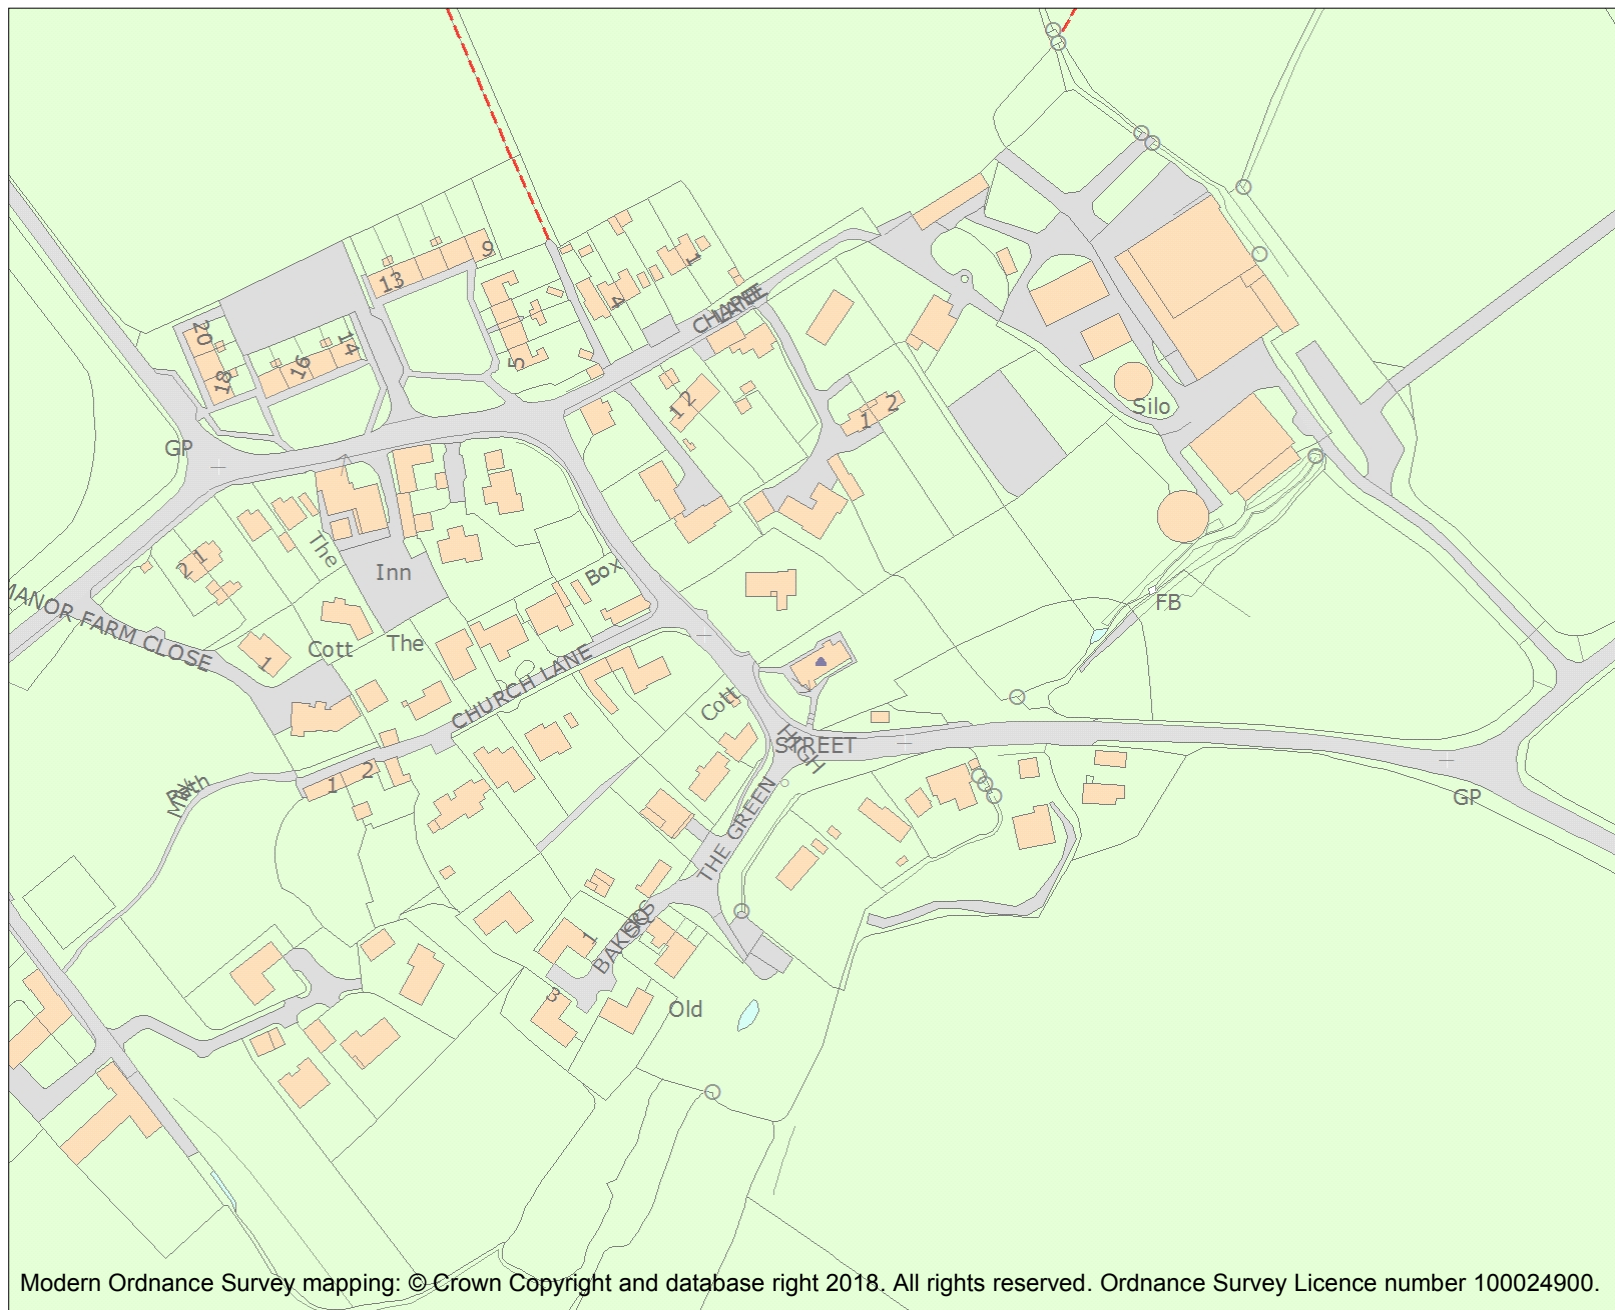 9
13
1
4
20
14
16
18
5
CHAPEL
LANE
1 2
2
1
Silo
GP
The
2 1
Inn
Box
FB
MANOR FARM CLOSE
Cott
The
1
CHURCH LANE
Cott
HIGH
STREET
Path
1
2
GP
THE GREEN
BAKERS
1
3
Old
Modern Ordnance Survey mapping: © Crown Copyright and database right 2018. All rights reserved. Ordnance Survey Licence number 100024900.